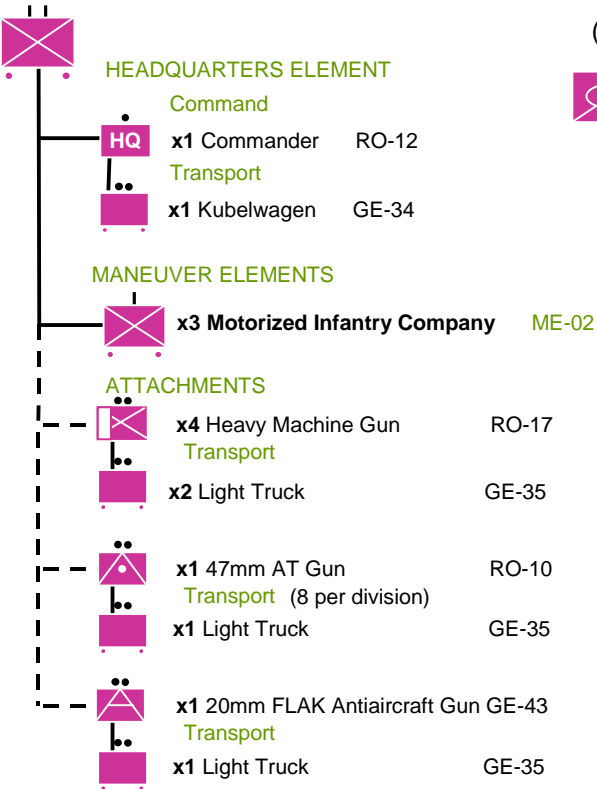 (
HEADQUARTERS ELEMENT
Command
HQ x1 Commander RO-12
Transport
x1 Kubelwagen GE-34
MANEUVER ELEMENTS
x3 Motorized Infantry Company ME-02
ATTACHMENTS
x4 Heavy Machine Gun RO-17
Transport
x2 Light Truck GE-35
x1 47mm AT Gun RO-10
Transport (8 per division)
x1 Light Truck GE-35
x1 20mm FLAK Antiaircraft Gun GE-43
Transport
x1 Light Truck GE-35